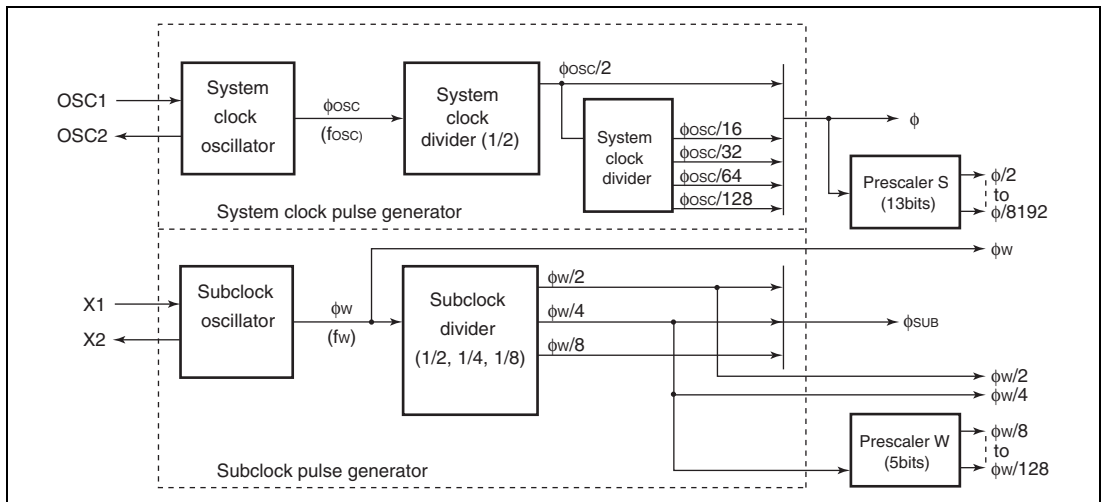 OSC1
OSC2
System
clock
oscillator
ϕOSC
(fOSC)
System
clock
divider (1/2)
ϕOSC/2
System
clock
divider
ϕOSC/16
ϕOSC/32
ϕOSC/64
ϕOSC/128
ϕ
Prescaler S
(13bits)
ϕ/2
to
ϕ/8192
System clock pulse generator
ϕW
X1
X2
Subclock
oscillator
ϕW
(fW)
Subclock
divider
(1/2, 1/4, 1/8)
ϕW/2
ϕW/4
ϕW/8
ϕSUB
ϕW/2
ϕW/4
Prescaler W
(5bits)
ϕW/8
to
ϕW/128
Subclock pulse generator